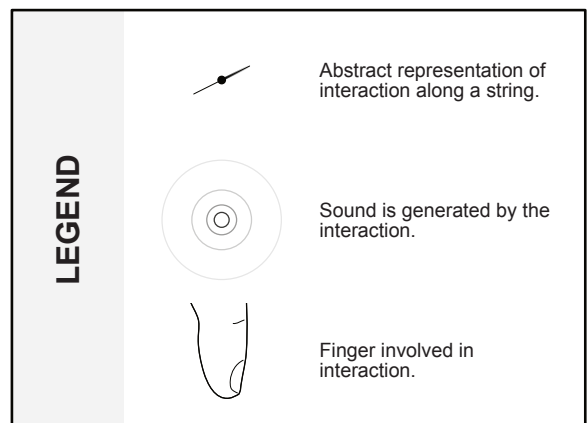 LEGEND
Abstract representation of
interaction along a string.
Sound is generated by the
interaction.
Finger involved in
interaction.